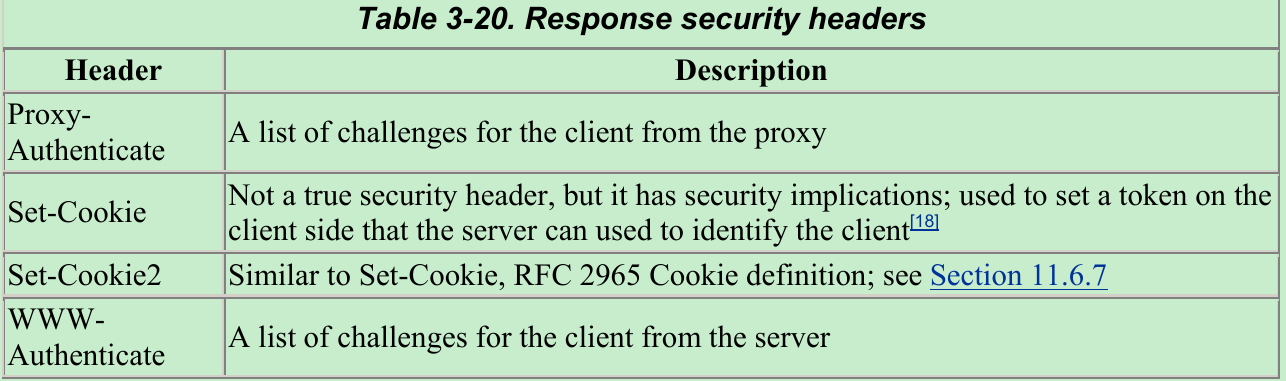 Table 3-20. Response security headers
Header
Description
Proxy-
Authenticate
A list of challenges for the client from the proxy
Set-Cookie
Not a true security header, but it has security implications; used to set a token on the
client side that the server can used to identify the client[18]
Set-Cookie2
Similar to Set-Cookie, RFC 2965 Cookie definition; see Section 11.6.7
WWW-
Authenticate
A list of challenges for the client from the server